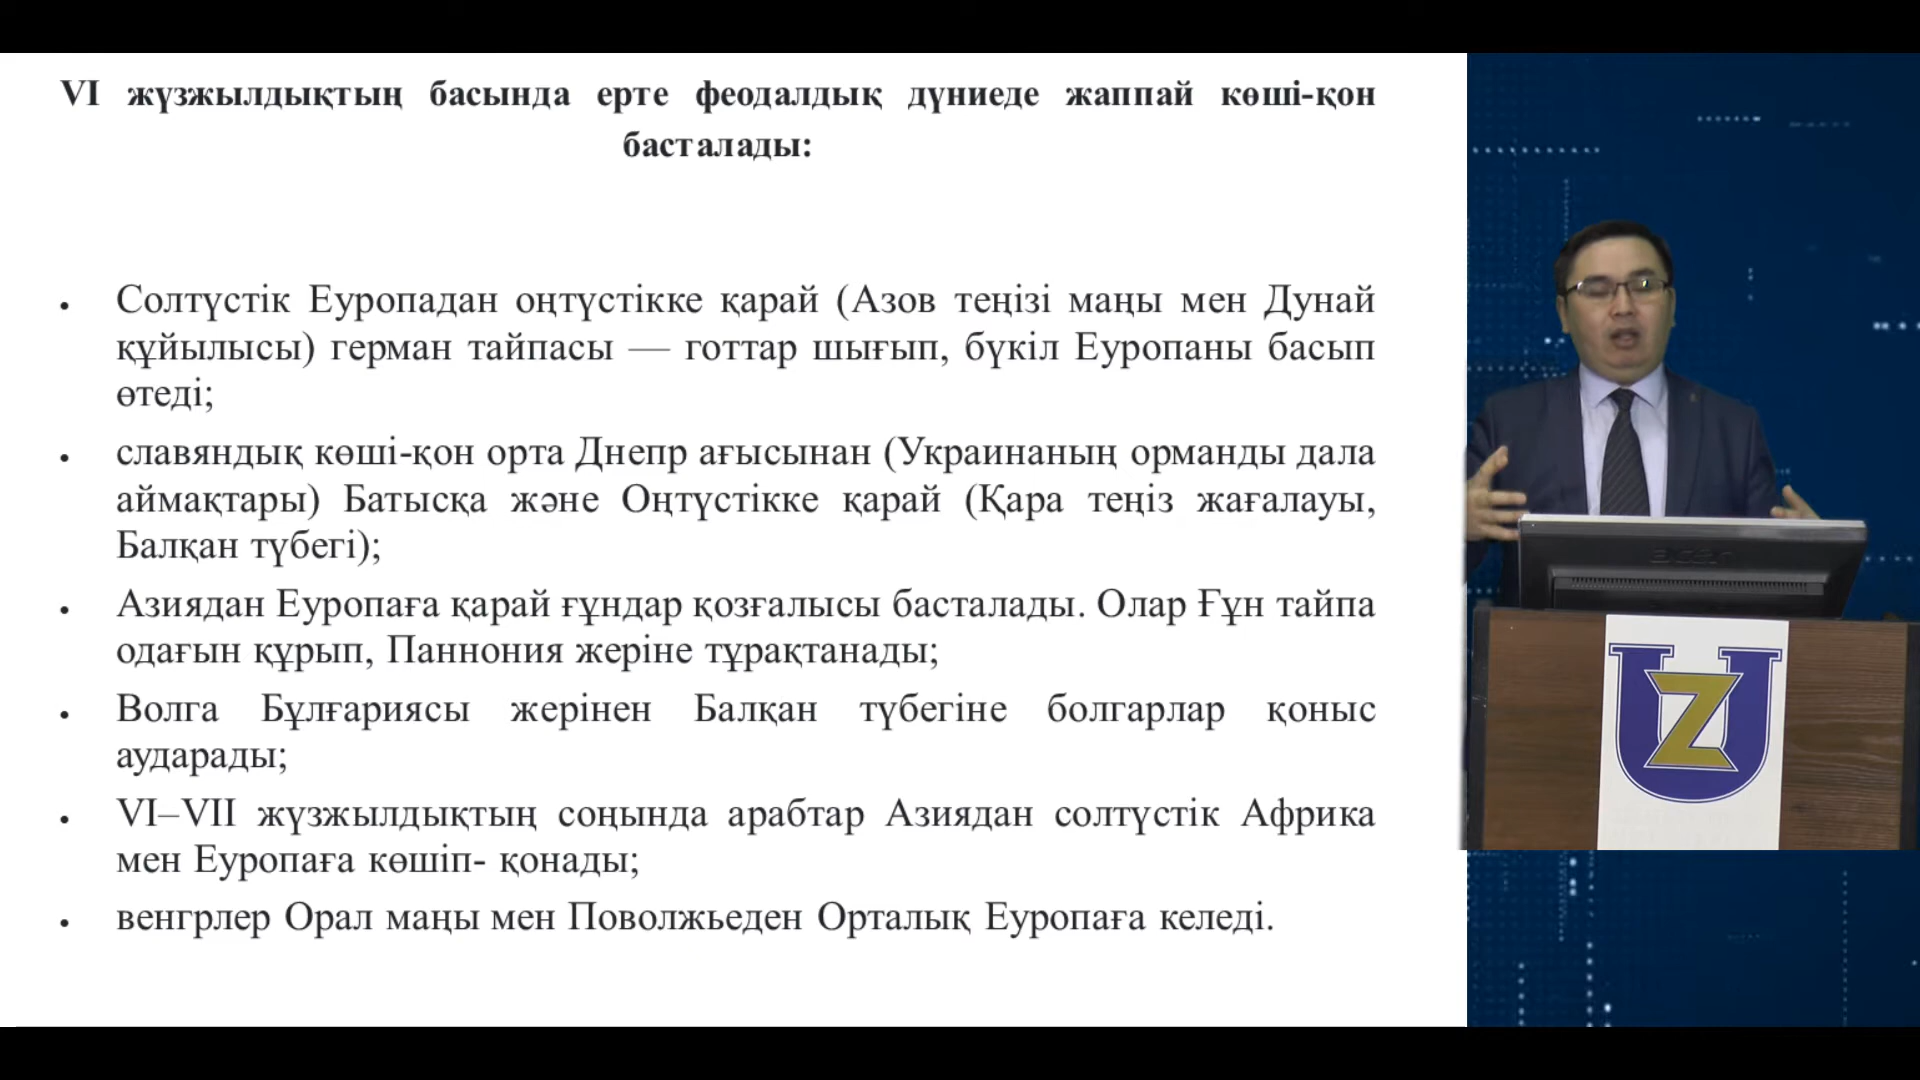 VI жүзжылдықтың басында ерте феодалдық дүниеде жаппай көші-қон
басталады:
• Солтүстік Еуропадан оңтүстікке қарай (Азов теңізі маңы мен Дунай
құйылысы) герман тайпасы — готтар шығып, бүкіл Еуропаны басып
өтеді;
• славяндық көші-қон орта Днепр ағысынан (Украинаның орманды дала
аймақтары) Батысқа және Оңтүстікке қарай (Қара теңіз жағалауы,
Балқан түбегі);
• Азиядан Еуропаға қарай ғұндар қозғалысы басталады. Олар Ғұн тайпа
одағын құрып, Паннония жеріне тұрақтанады;
• Волга Бұлғариясы жерінен Балқан түбегіне болгарлар қоныс
аударады;
• VI–VII жүзжылдықтың соңында арабтар Азиядан солтүстік Африка
мен Еуропаға көшіп- қонады;
• венгрлер Орал маңы мен Поволжьеден Орталық Еуропаға келеді.
acer
UZ